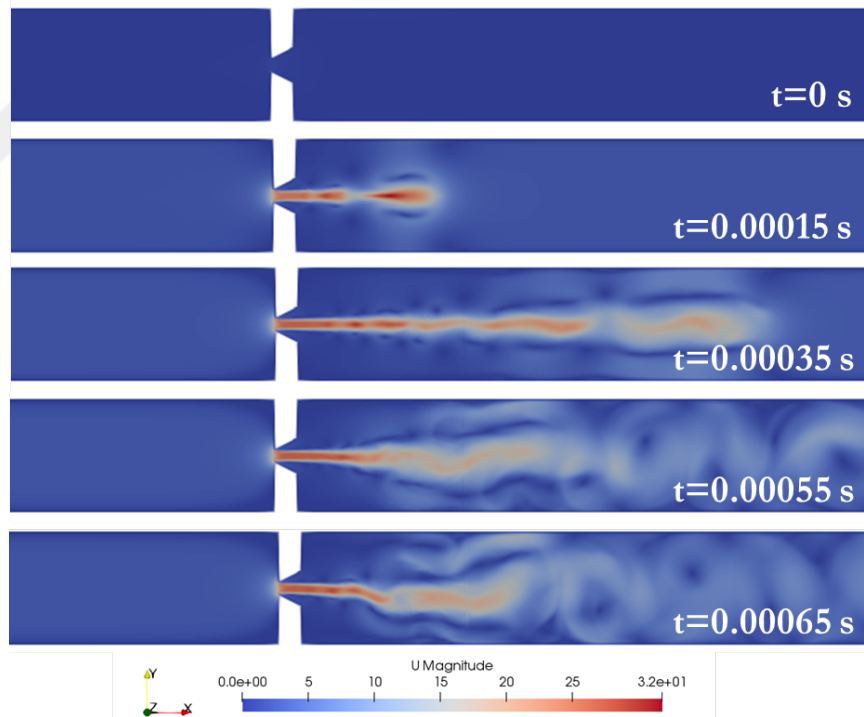 t=0 s
t=0.00015 s
t=0.00035 s
t=0.00055 s
t=0.00065 s
U Magnitude
0.0e+00 5 10 15 20 25 3.2e+01
Y
Z X